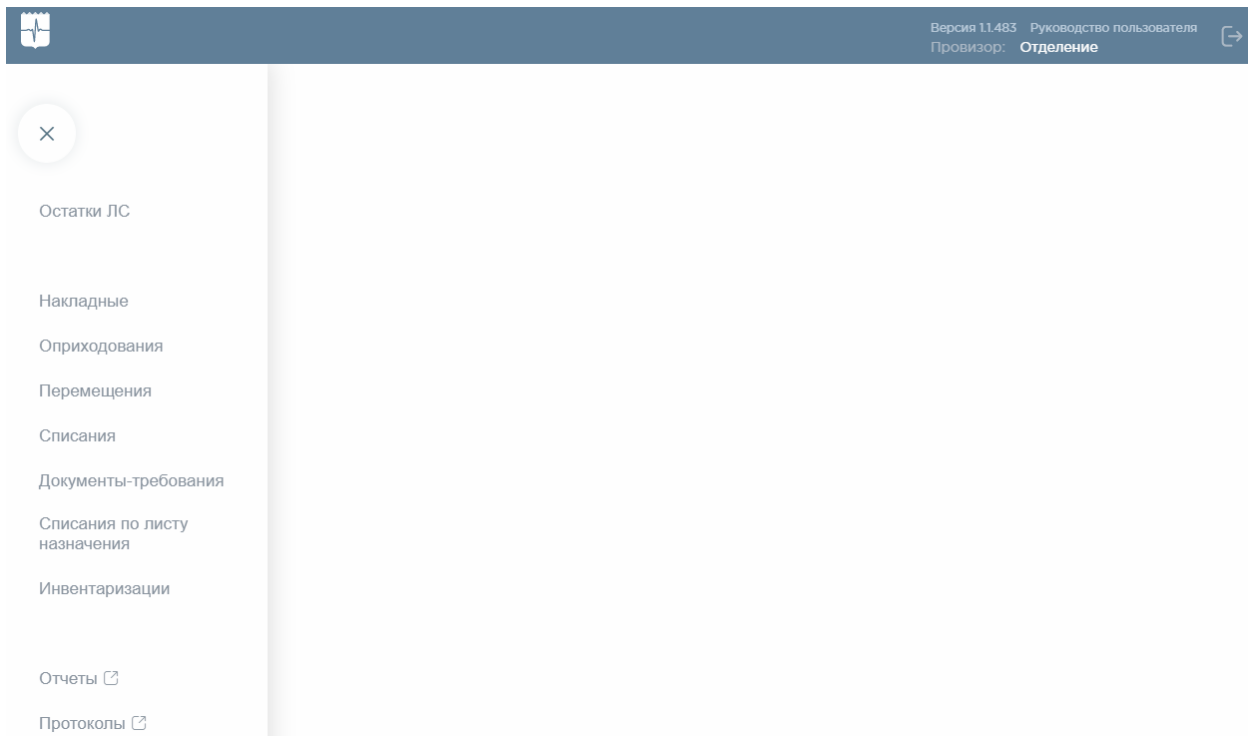 Версия 1.1.483 Руководство пользователя
Провизор: Отделение
Остатки ЛС
Накладные
Оприходования
Перемещения
Списания
Документы-требования
Списания по листу
назначения
Инвентаризации
Отчеты
Протоколы